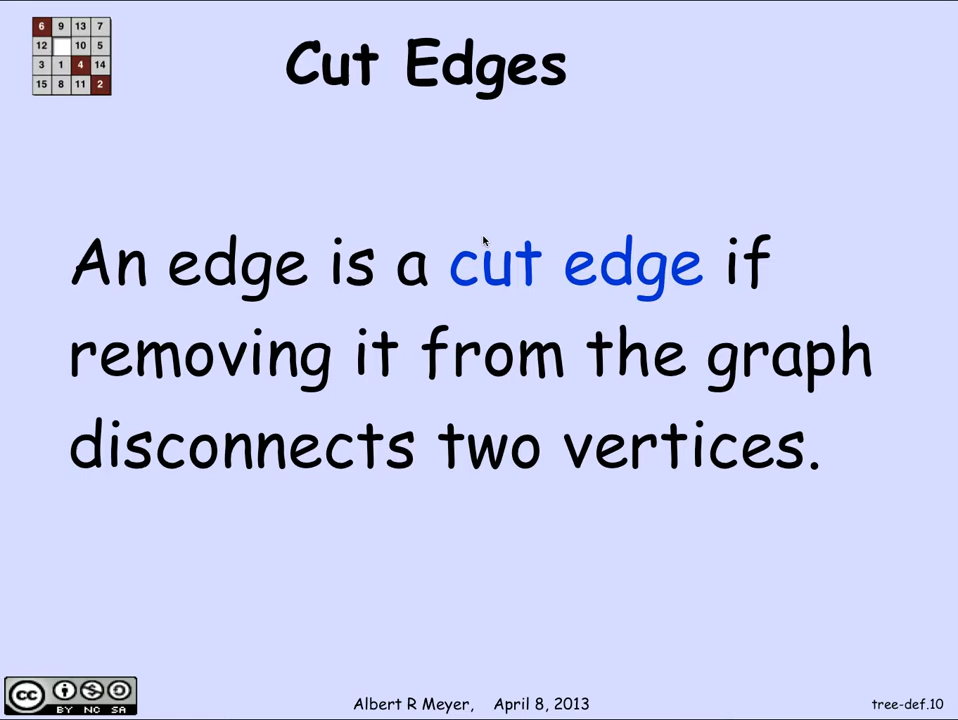 6 9 13 7
12 10 5
3 1 4 14
15 8 11 2
Cut Edges
An edge is a cut edge if
removing it from the graph
disconnects two vertices.
cc BY NC SA
Albert R Meyer, April 8, 2013
tree-def.10